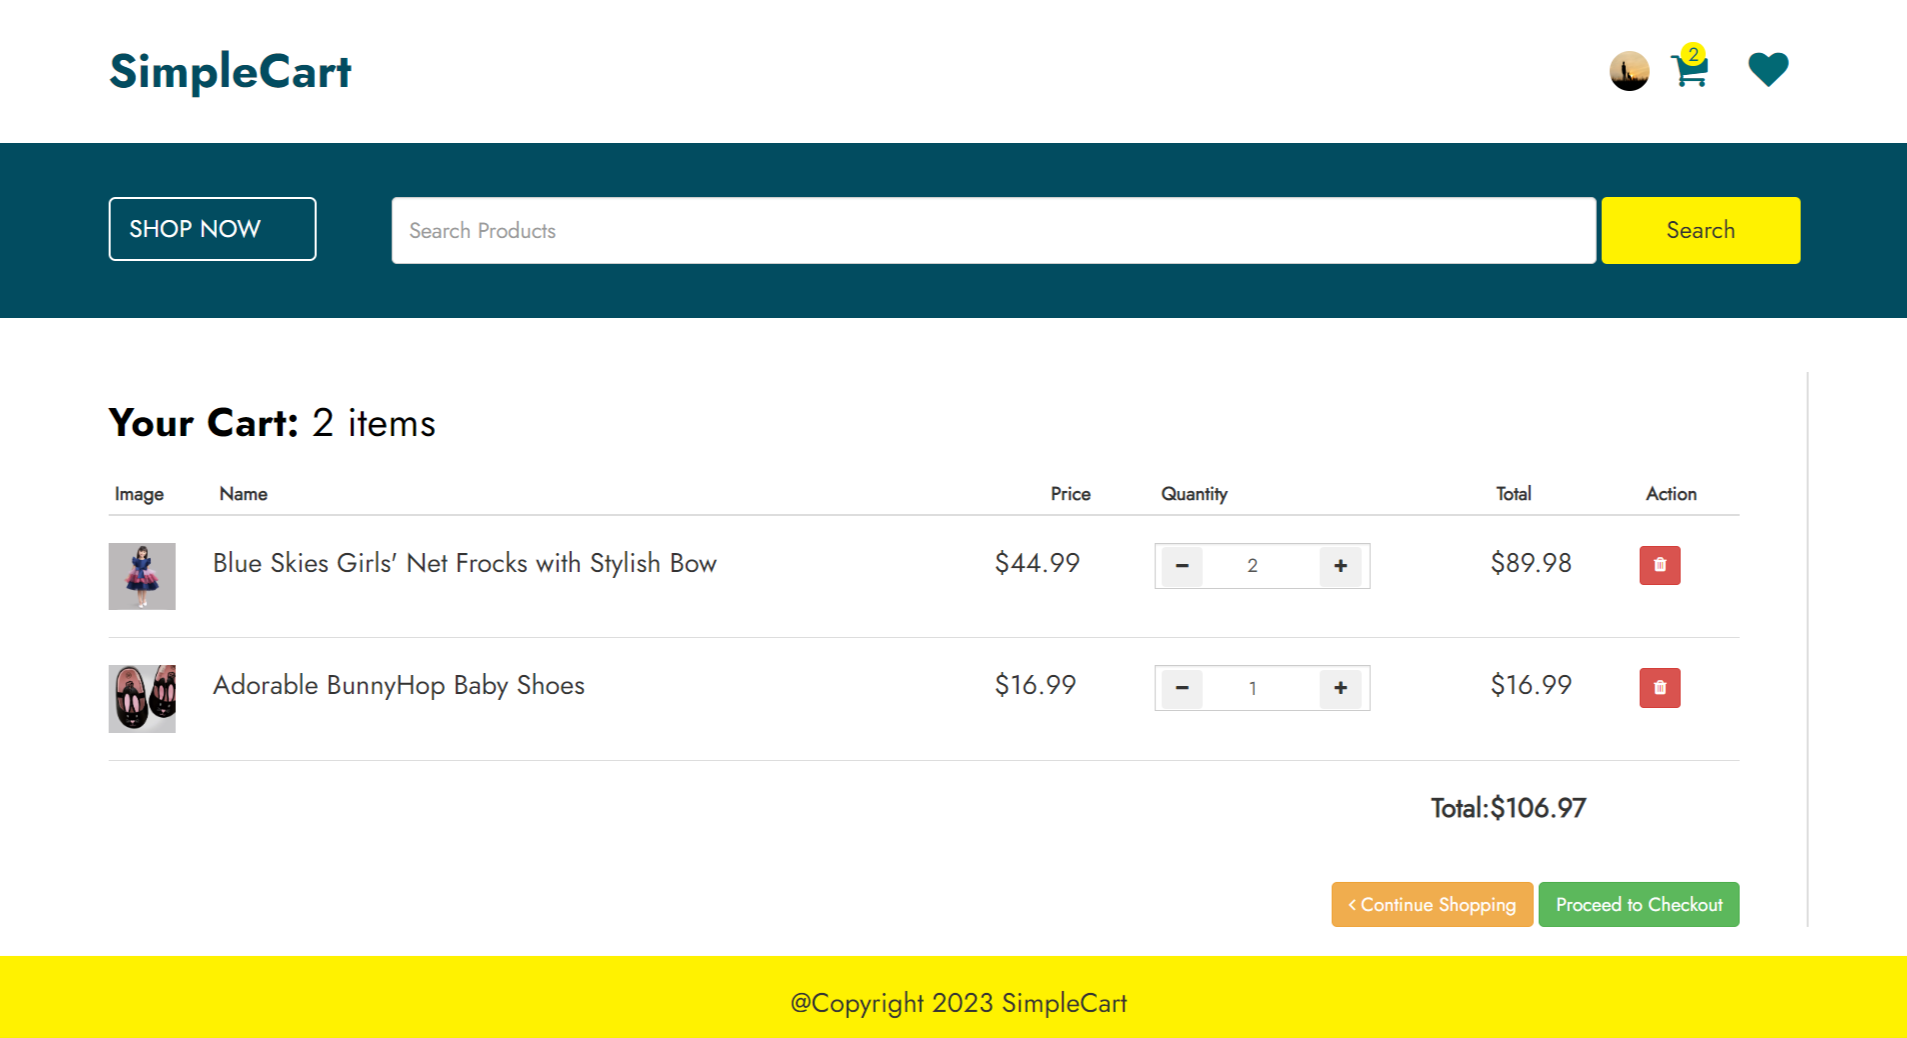 SimpleCart
2
SHOP NOW
Search Products
Search
Your Cart: 2 items
Image Name Price Quantity Total Action
Blue Skies Girls' Net Frocks with Stylish Bow $44.99 − 2 + $89.98
Adorable BunnyHop Baby Shoes $16.99 − 1 + $16.99
Total:$106.97
< Continue Shopping Proceed to Checkout
@Copyright 2023 SimpleCart